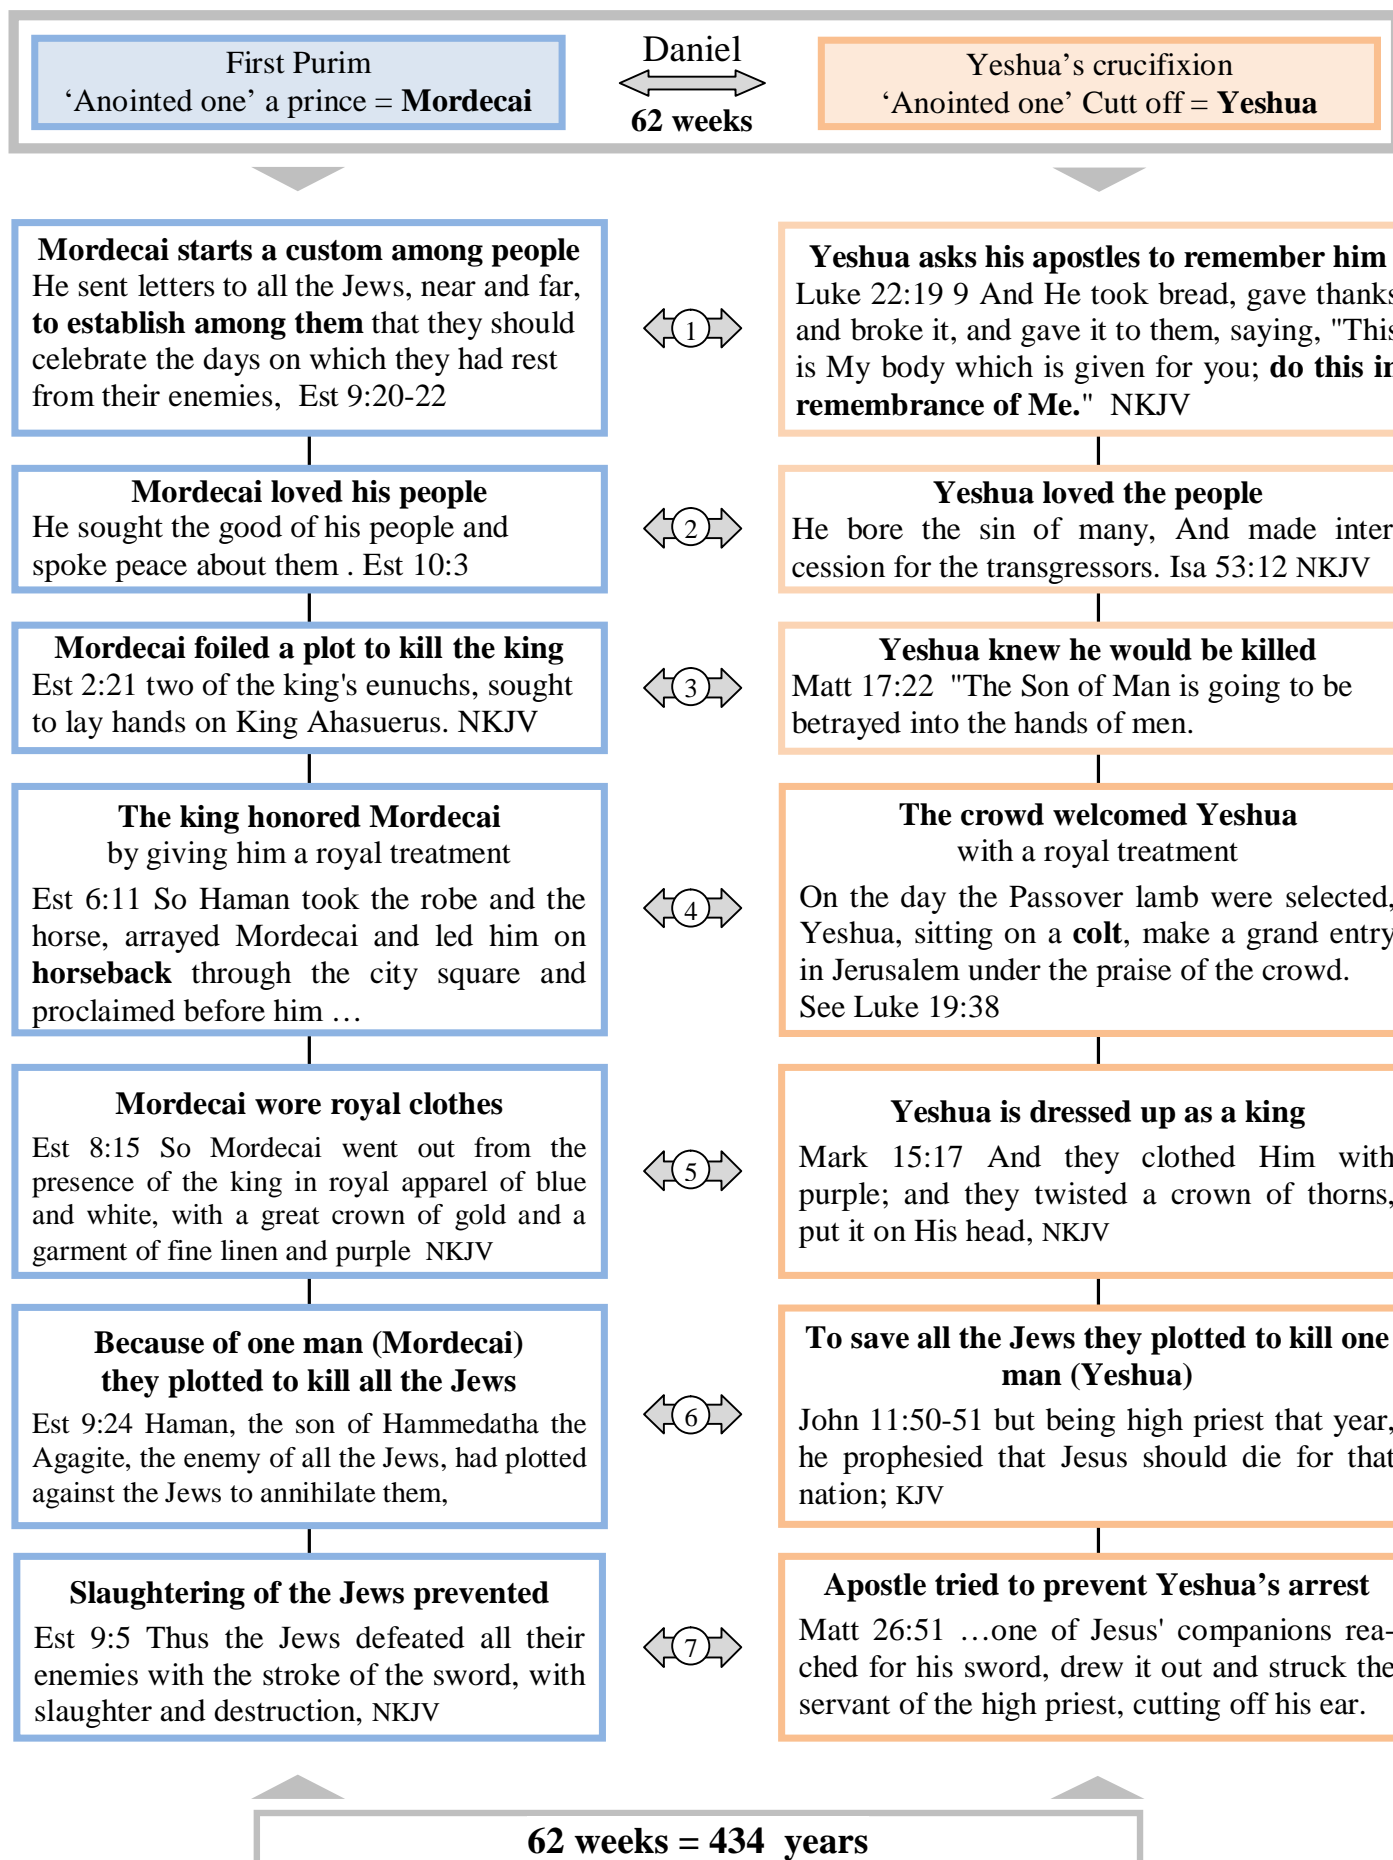 First Purim
‘Anointed one’ a prince = Mordecai
Daniel
62 weeks
Yeshua’s crucifixion
‘Anointed one’ Cutt off = Yeshua
Mordecai starts a custom among people
He sent letters to all the Jews, near and far,
to establish among them that they should
celebrate the days on which they had rest
from their enemies,  Est 9:20-22
1
Yeshua asks his apostles to remember him
Luke 22:19 9 And He took bread, gave thanks
and broke it, and gave it to them, saying, "This
is My body which is given for you; do this in
remembrance of Me."  NKJV
Mordecai loved his people
He sought the good of his people and
spoke peace about them . Est 10:3
2
Yeshua loved the people
He bore the sin of many, And made inter
cession for the transgressors. Isa 53:12 NKJV
Mordecai foiled a plot to kill the king
Est 2:21 two of the king's eunuchs, sought
to lay hands on King Ahasuerus. NKJV
3
Yeshua knew he would be killed
Matt 17:22  "The Son of Man is going to be
betrayed into the hands of men.
The king honored Mordecai
by giving him a royal treatment
Est 6:11 So Haman took the robe and the
horse, arrayed Mordecai and led him on
horseback through the city square and
proclaimed before him …
4
The crowd welcomed Yeshua
with a royal treatment
On the day the Passover lamb were selected,
Yeshua, sitting on a colt, make a grand entry
in Jerusalem under the praise of the crowd.
See Luke 19:38
Mordecai wore royal clothes
Est 8:15 So Mordecai went out from the
presence of the king in royal apparel of blue
and white, with a great crown of gold and a
garment of fine linen and purple  NKJV
5
Yeshua is dressed up as a king
Mark 15:17 And they clothed Him with
purple; and they twisted a crown of thorns,
put it on His head, NKJV
Because of one man (Mordecai)
they plotted to kill all the Jews
Est 9:24 Haman, the son of Hammedatha the
Agagite, the enemy of all the Jews, had plotted
against the Jews to annihilate them,
6
To save all the Jews they plotted to kill one
man (Yeshua)
John 11:50-51 but being high priest that year,
he prophesied that Jesus should die for that
nation; KJV
Slaughtering of the Jews prevented
Est 9:5 Thus the Jews defeated all their
enemies with the stroke of the sword, with
slaughter and destruction, NKJV
7
Apostle tried to prevent Yeshua’s arrest
Matt 26:51 …one of Jesus' companions rea-
ched for his sword, drew it out and struck the
servant of the high priest, cutting off his ear.
62 weeks = 434  years